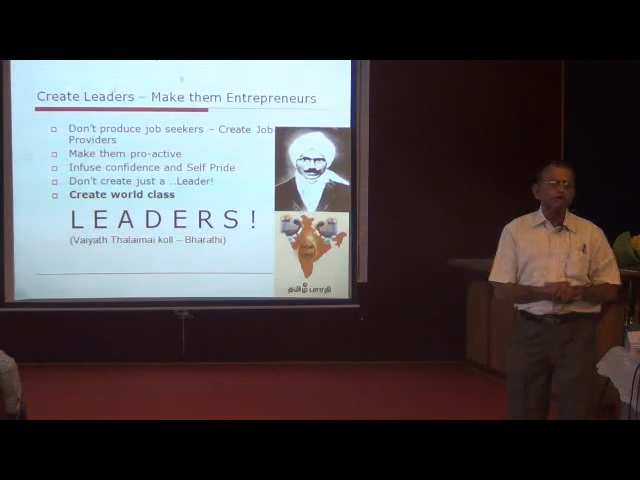 Create Leaders – Make them Entrepreneurs
Don't produce job seekers – Create Job
Providers
Make them pro-active
Infuse confidence and Self Pride
Don't create just a ..Leader!
Create world class
LEADERS!
(Vaiyath Thalaimai koll – Bharathi)
தமிழ் பாரதி